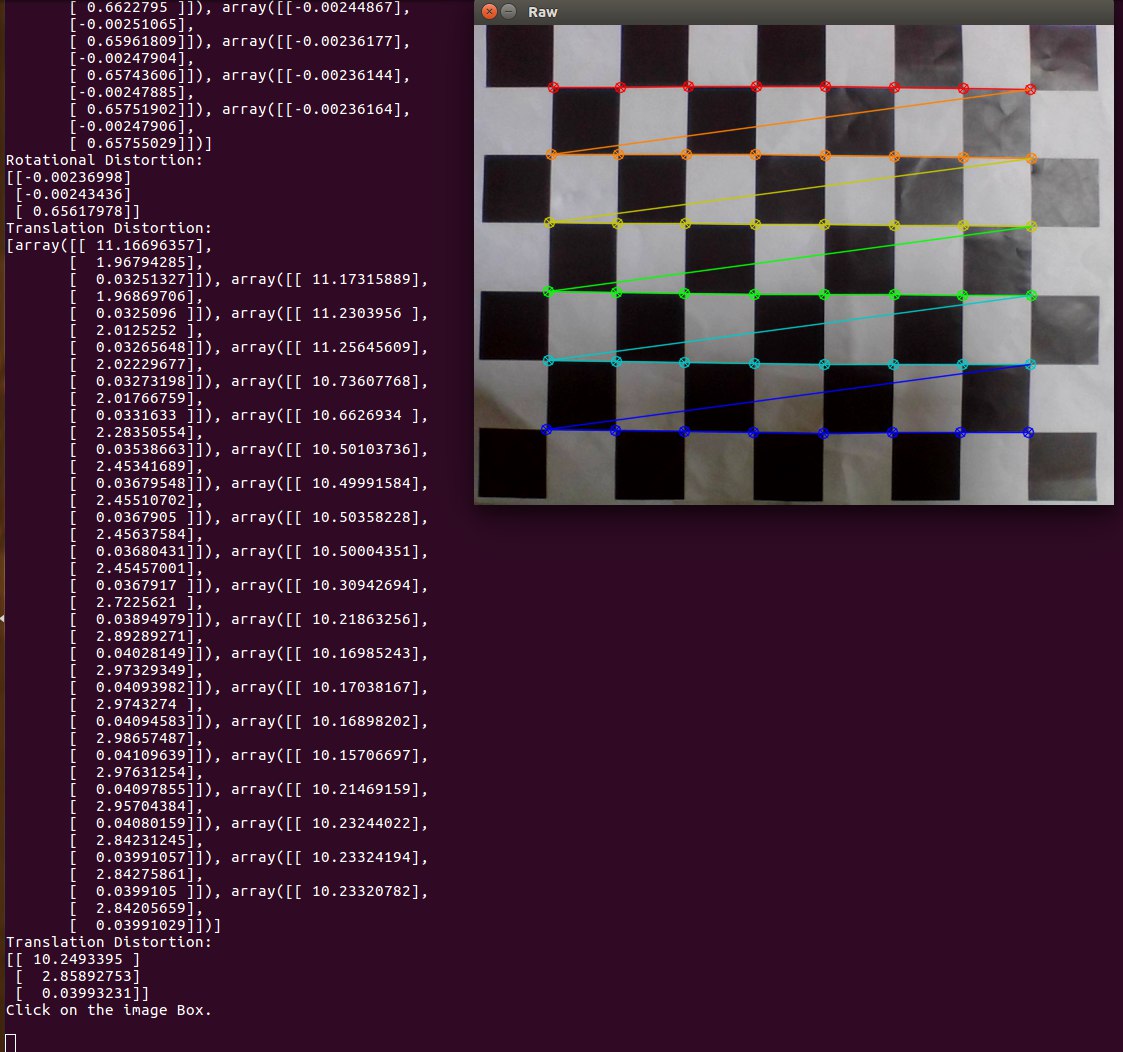 [ 0.6622795 ]]), array([[-0.00244867],
       [-0.00251065],
       [ 0.65961809]]), array([[-0.00236177],
       [-0.00247904],
       [ 0.65743606]]), array([[-0.00236144],
       [-0.00247885],
       [ 0.65751902]]), array([[-0.00236164],
       [-0.00247906],
       [ 0.65755029]])]
Rotational Distortion:
[[-0.00236998]
 [-0.00243436]
 [ 0.65617978]]
Translation Distortion:
[array([[ 11.16696357],
       [  1.96794285],
       [  0.03251327]]), array([[ 11.17315889],
       [  1.96869706],
       [  0.0325096 ]]), array([[ 11.2303956 ],
       [  2.0125252 ],
       [  0.03265648]]), array([[ 11.25645609],
       [  2.02229677],
       [  0.03273198]]), array([[ 10.73607768],
       [  2.01766759],
       [  0.0331633 ]]), array([[ 10.6626934 ],
       [  2.28350554],
       [  0.03538663]]), array([[ 10.50103736],
       [  2.45341689],
       [  0.03679548]]), array([[ 10.49991584],
       [  2.45510702],
       [  0.0367905 ]]), array([[ 10.50358228],
       [  2.45637584],
       [  0.03680431]]), array([[ 10.50004351],
       [  2.45457001],
       [  0.0367917 ]]), array([[ 10.30942694],
       [  2.7225621 ],
       [  0.03894979]]), array([[ 10.21863256],
       [  2.89289271],
       [  0.04028149]]), array([[ 10.16985243],
       [  2.97329349],
       [  0.04093982]]), array([[ 10.17038167],
       [  2.9743274 ],
       [  0.04094583]]), array([[ 10.16898202],
       [  2.98657487],
       [  0.04109639]]), array([[ 10.15706697],
       [  2.97631254],
       [  0.04097855]]), array([[ 10.21469159],
       [  2.95704384],
       [  0.04080159]]), array([[ 10.23244022],
       [  2.84231245],
       [  0.03991057]]), array([[ 10.23324194],
       [  2.84275861],
       [  0.0399105 ]]), array([[ 10.23320782],
       [  2.84205659],
       [  0.03991029]])]
Translation Distortion:
[[ 10.2493395 ]
 [  2.85892753]
 [  0.03993231]]
Click on the image Box.
Raw